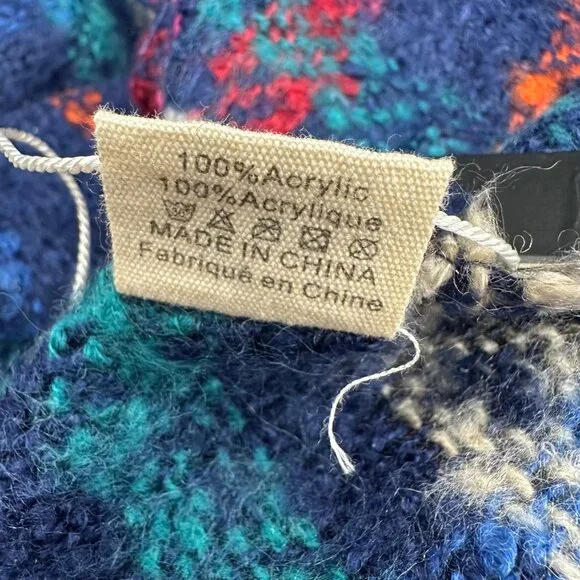 100%Acrylic
100%Acrylique
MADE IN CHINA
Fabriqué en Chine